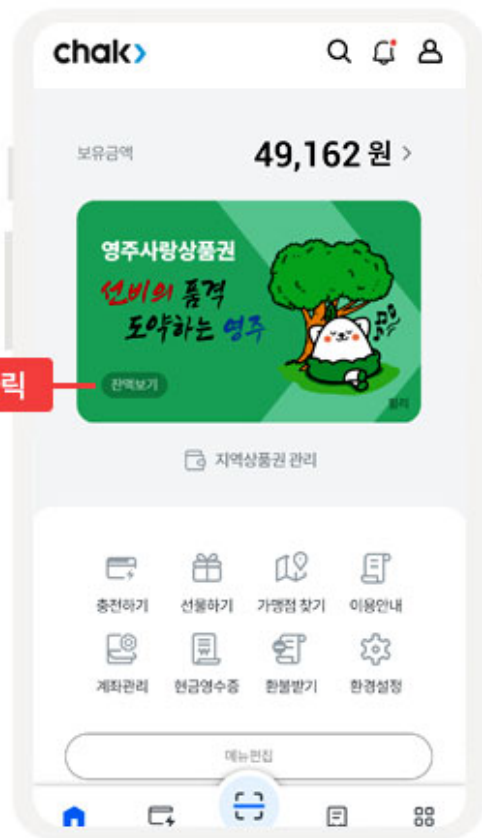 chak>
보유금액
49,162 원 >
영주사랑상품권
선비의 품격
도약하는 영주
릭
잔액보기
힐리
지역상품권 관리
충전하기 선물하기 가맹점 찾기 이용안내
계좌관리 현금영수증 환불받기 환경설정
메뉴편집